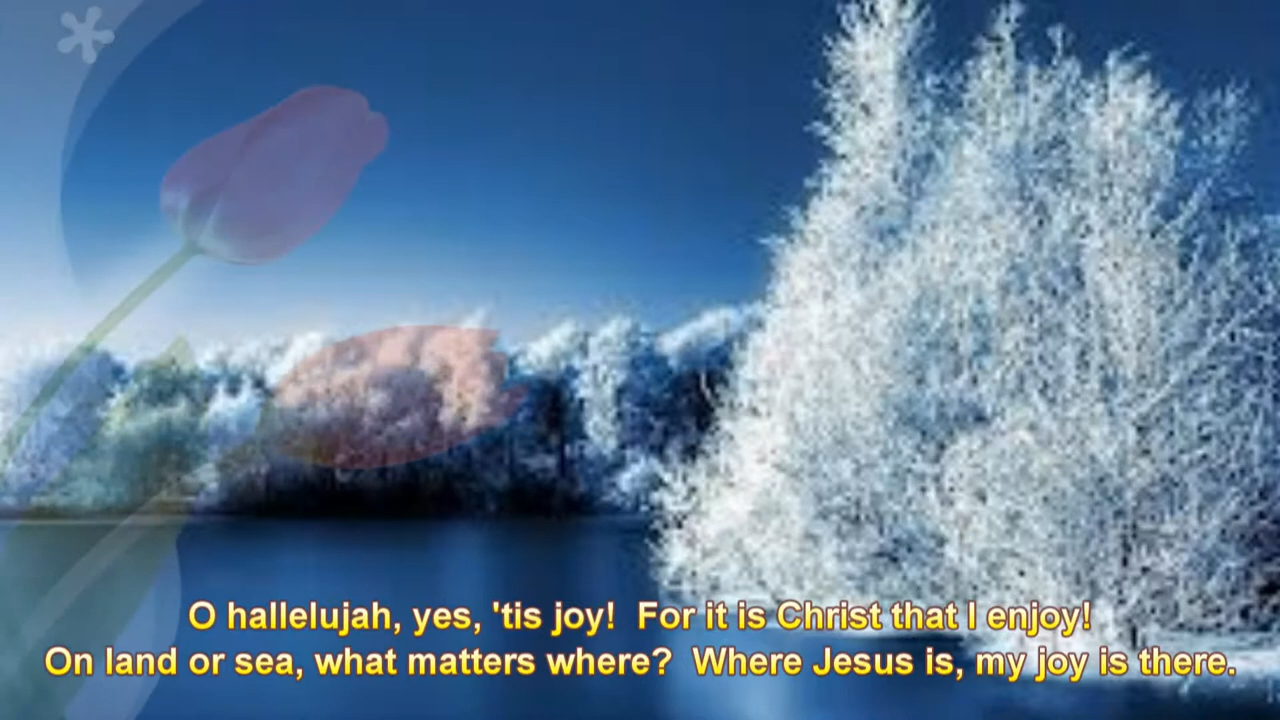 O hallelujah, yes, 'tis joy!  For it is Christ that I enjoy!
On land or sea, what matters where?  Where Jesus is, my joy is there.